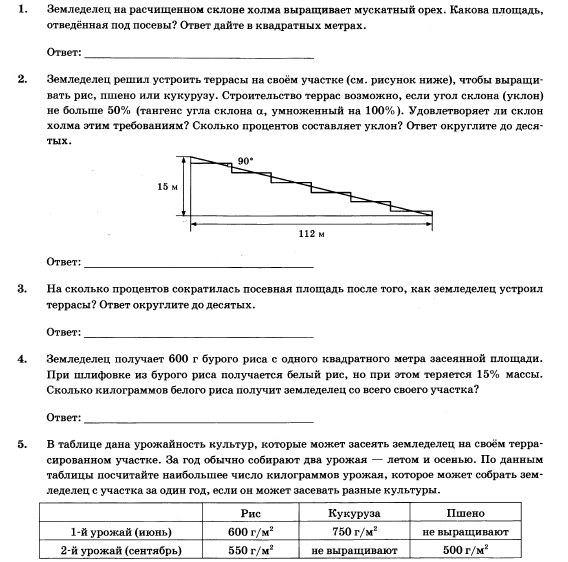 1. Земледелец на расчищенном склоне холма выращивает мускатный орех. Какова площадь,
отведённая под посевы? Ответ дайте в квадратных метрах.
Ответ:
2. Земледелец решил устроить террасы на своём участке (см. рисунок ниже), чтобы выращи-
вать рис, пшено или кукурузу. Строительство террас возможно, если угол склона (уклон)
не больше 50% (тангенс угла склона α, умноженный на 100%). Удовлетворяет ли склон
холма этим требованиям? Сколько процентов составляет уклон? Ответ округлите до деся-
тых.
90°
15 м
112 м
Ответ:
3. На сколько процентов сократилась посевная площадь после того, как земледелец устроил
террасы? Ответ округлите до десятых.
Ответ:
4. Земледелец получает 600 г бурого риса с одного квадратного метра засеянной площади.
При шлифовке из бурого риса получается белый рис, но при этом теряется 15% массы.
Сколько килограммов белого риса получит земледелец со всего своего участка?
Ответ:
5. В таблице дана урожайность культур, которые может засеять земледелец на своём терра-
сированном участке. За год обычно собирают два урожая — летом и осенью. По данным
таблицы посчитайте наибольшее число килограммов урожая, которое может собрать зем-
леделец с участка за один год, если он может засевать разные культуры.
Рис Кукуруза Пшено
1-й урожай (июнь) 600 г/м² 750 г/м² не выращивают
2-й урожай (сентябрь) 550 г/м² не выращивают 500 г/м²